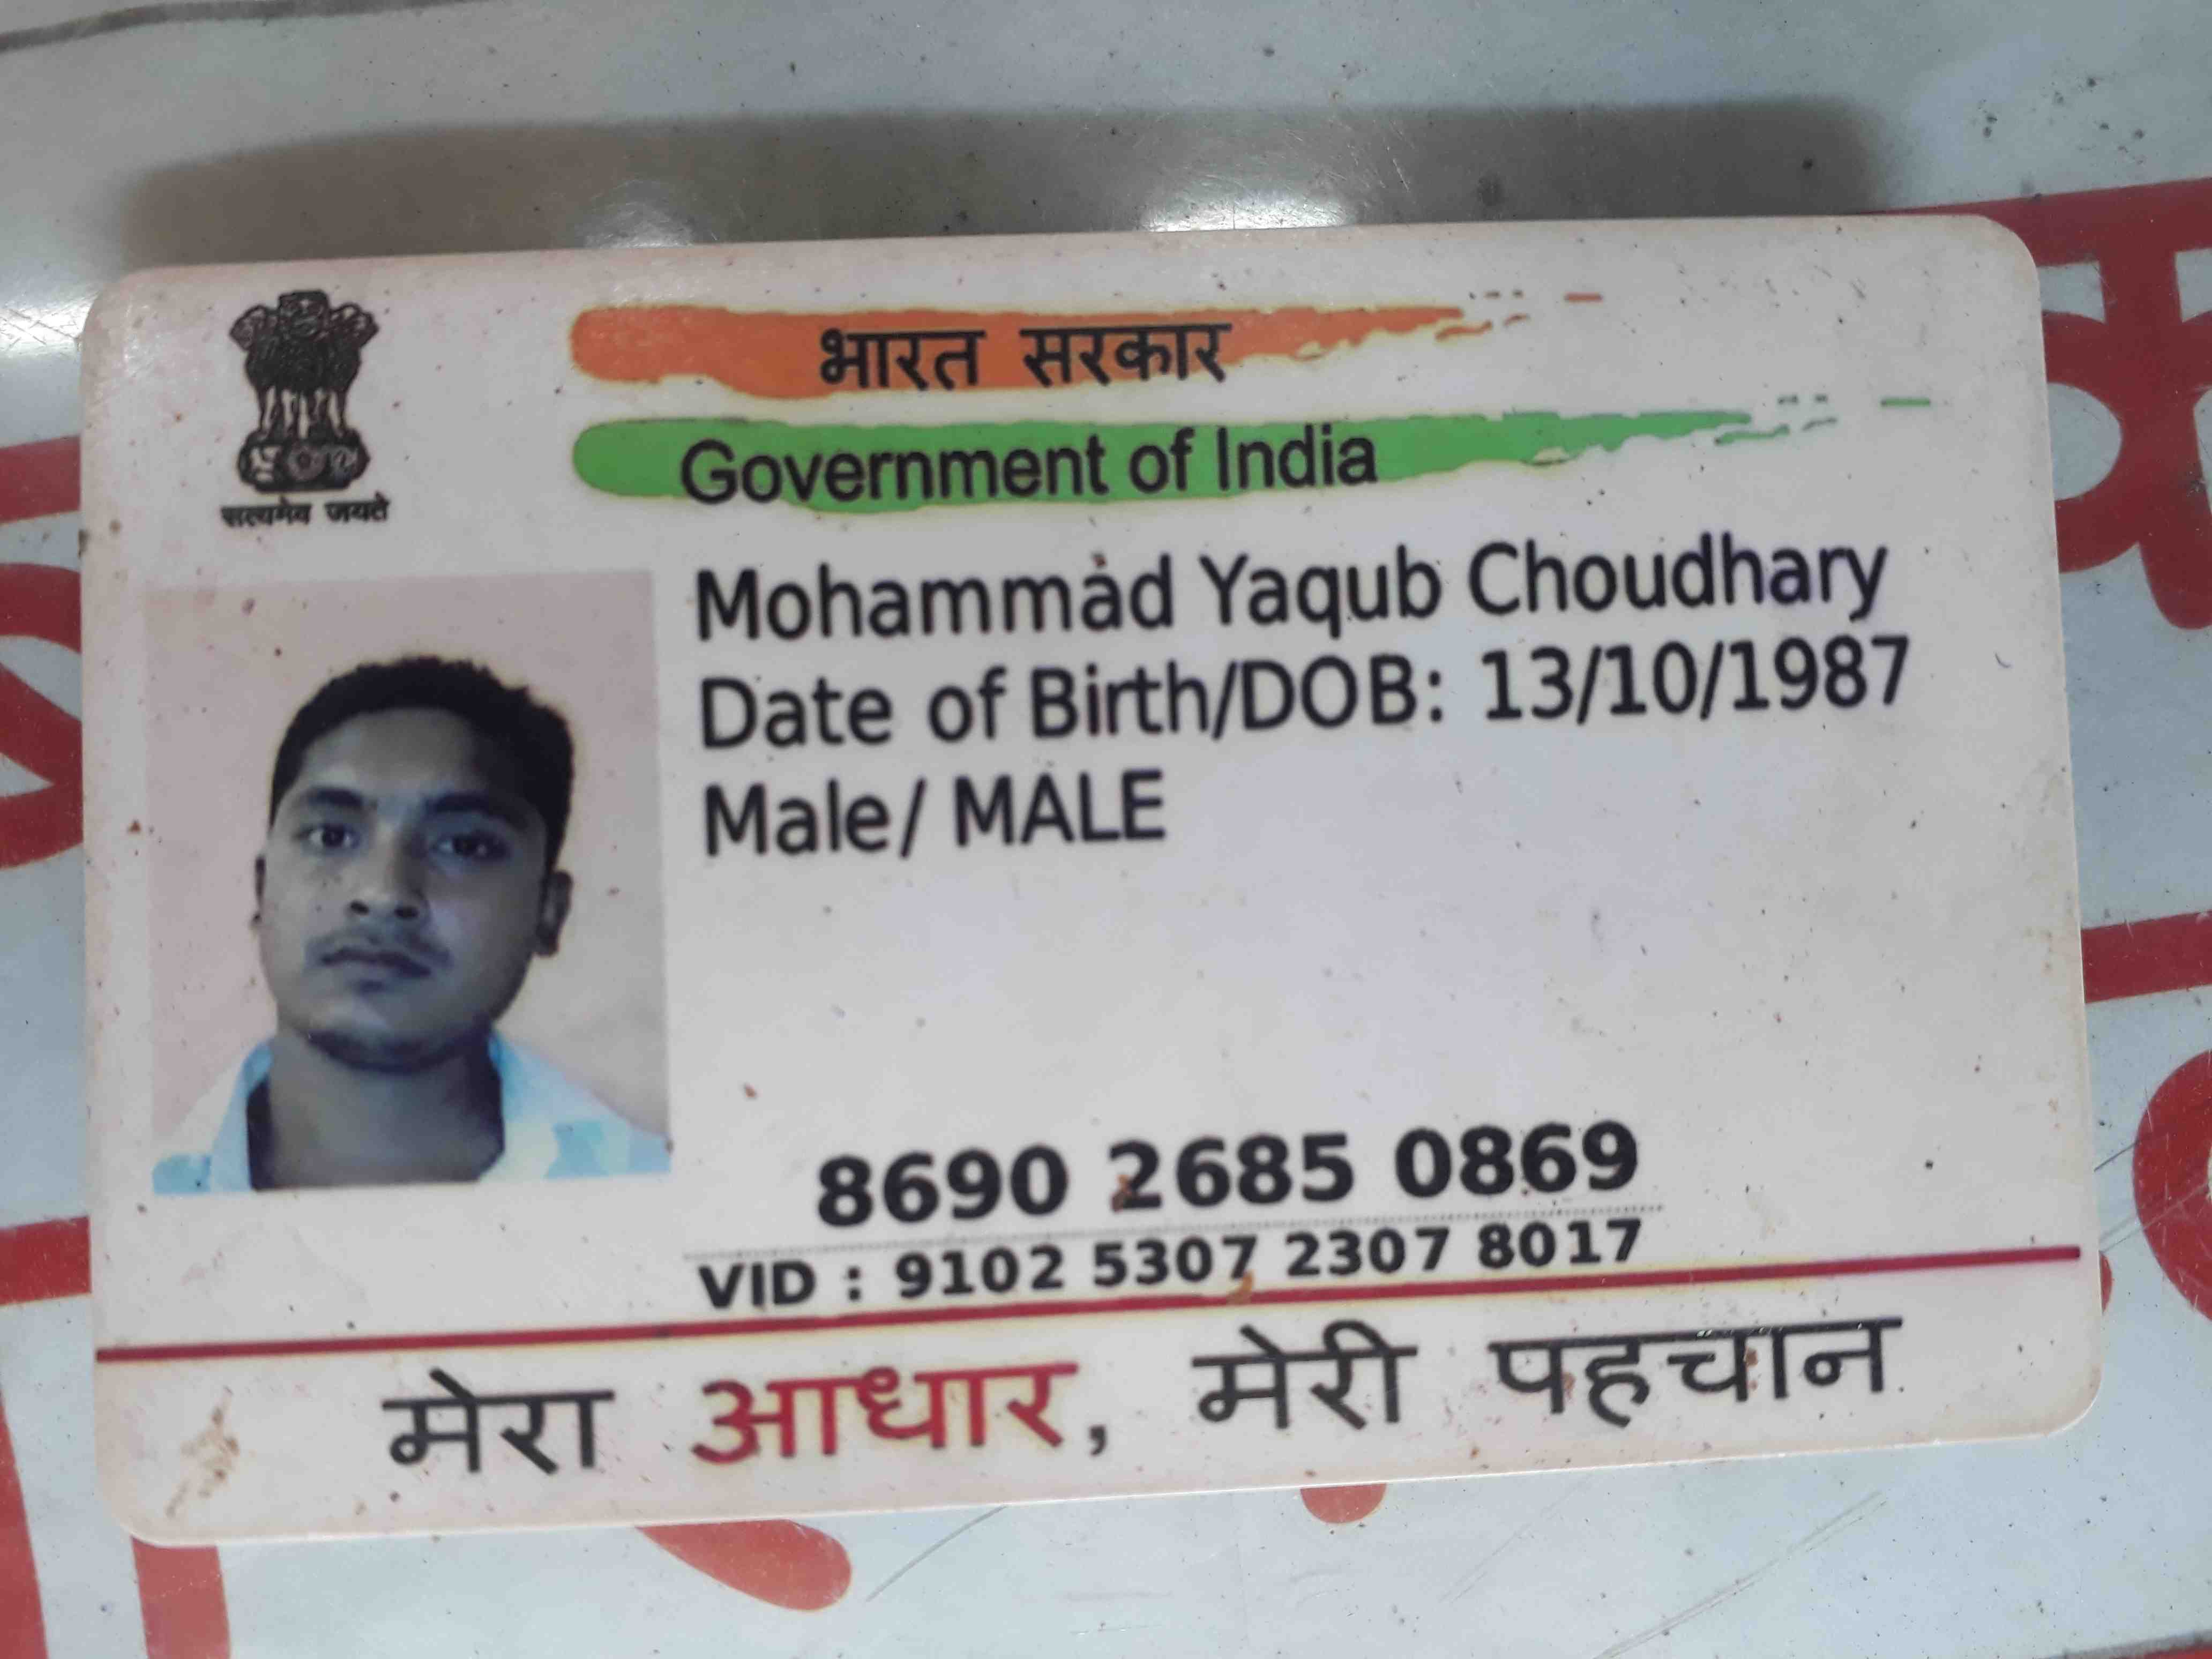 भारत सरकार
Government of India
सत्यमेव जयते
Mohammad Yaqub Choudhary
Date of Birth/DOB: 13/10/1987
Male/ MALE
8690 2685 0869
VID : 9102 5307 2307 8017
मेरा आधार, मेरी पहचान